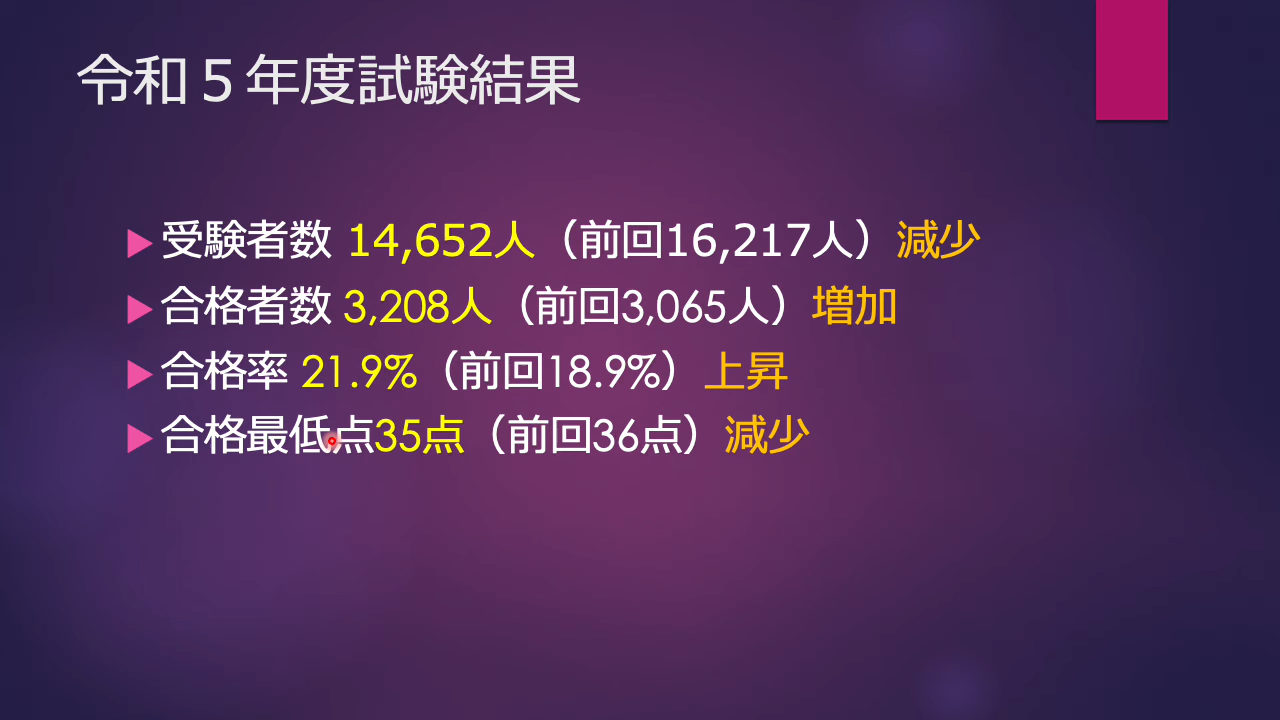 令和５年度試験結果
受験者数 14,652人（前回16,217人）減少
合格者数 3,208人（前回3,065人）増加
合格率 21.9%（前回18.9%）上昇
合格最低点35点（前回36点）減少